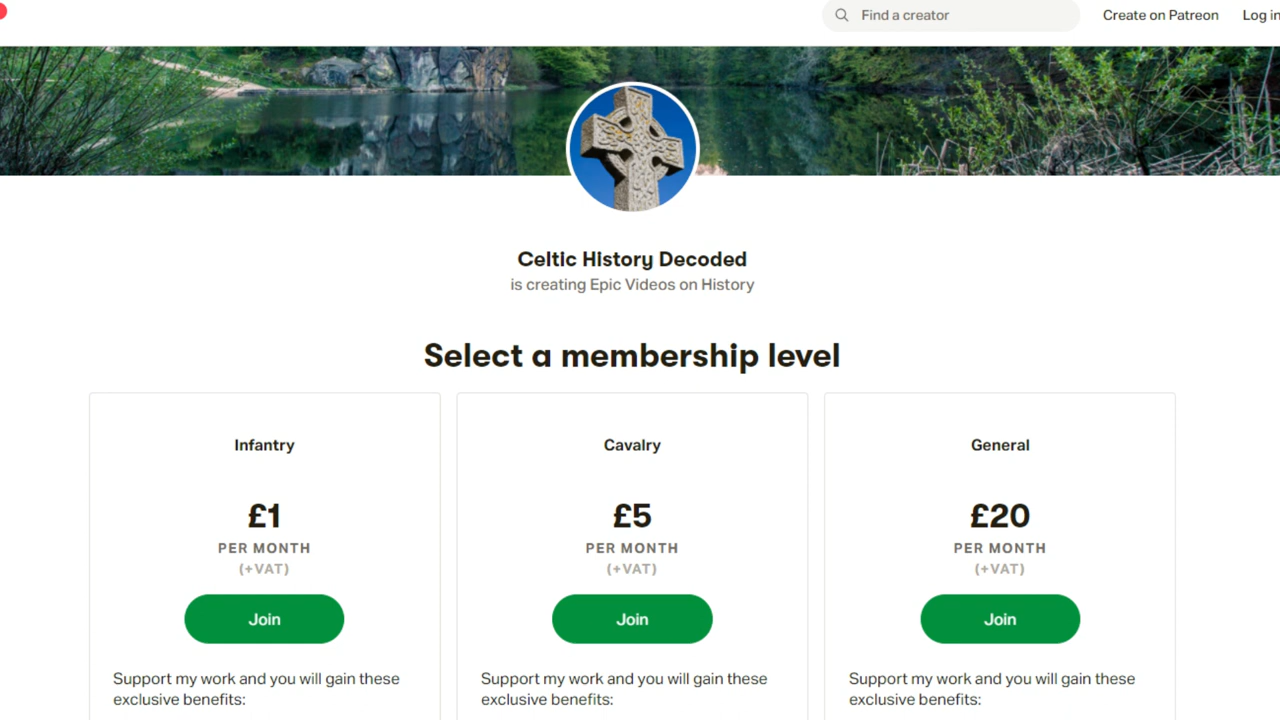 Find a creator
Create on Patreon
Log in
Celtic History Decoded
is creating Epic Videos on History
Select a membership level
Infantry
£1
PER MONTH
(+VAT)
Join
Support my work and you will gain these
exclusive benefits:
Cavalry
£5
PER MONTH
(+VAT)
Join
Support my work and you will gain these
exclusive benefits:
General
£20
PER MONTH
(+VAT)
Join
Support my work and you will gain these
exclusive benefits: